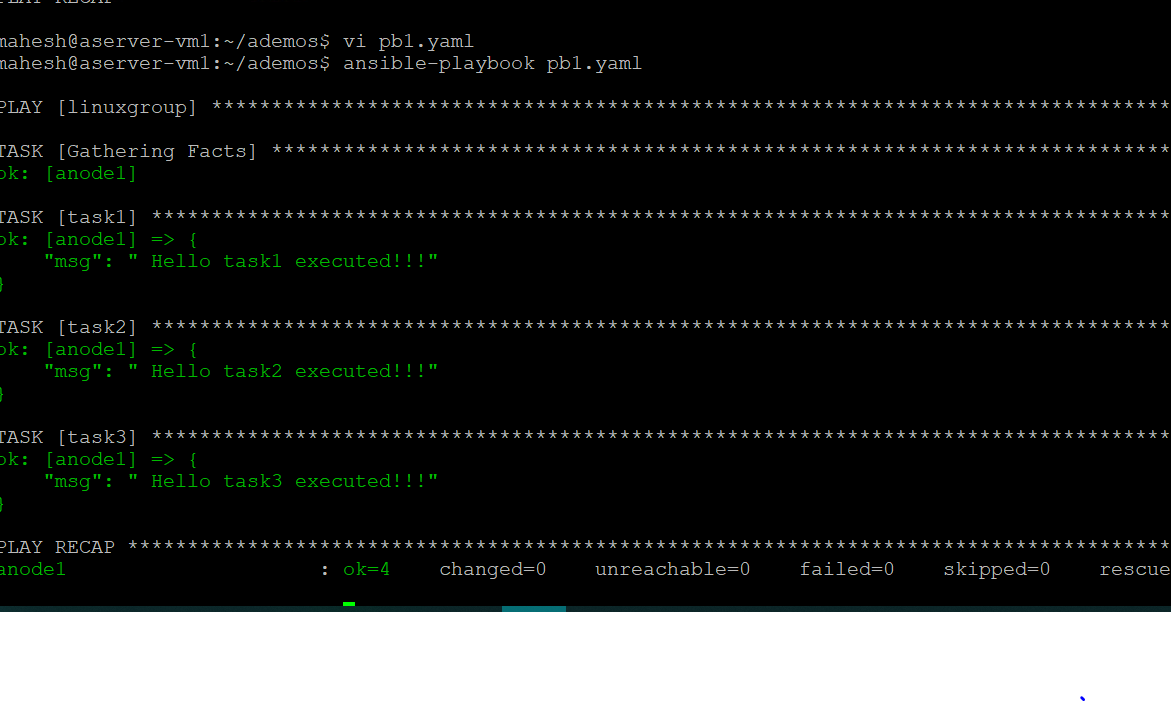 PLAY RECAP
mahesh@aserver-vm1:~/ademos$ vi pb1.yaml
mahesh@aserver-vm1:~/ademos$ ansible-playbook pb1.yaml
PLAY [linuxgroup] ********************************************************************************
TASK [Gathering Facts] ***************************************************************************
ok: [anode1]
TASK [task1] *************************************************************************************
ok: [anode1] => {
    "msg": " Hello task1 executed!!!"
}
TASK [task2] *************************************************************************************
ok: [anode1] => {
    "msg": " Hello task2 executed!!!"
}
TASK [task3] *************************************************************************************
ok: [anode1] => {
    "msg": " Hello task3 executed!!!"
}
PLAY RECAP ***************************************************************************************
anode1                     : ok=4    changed=0    unreachable=0    failed=0    skipped=0    rescue